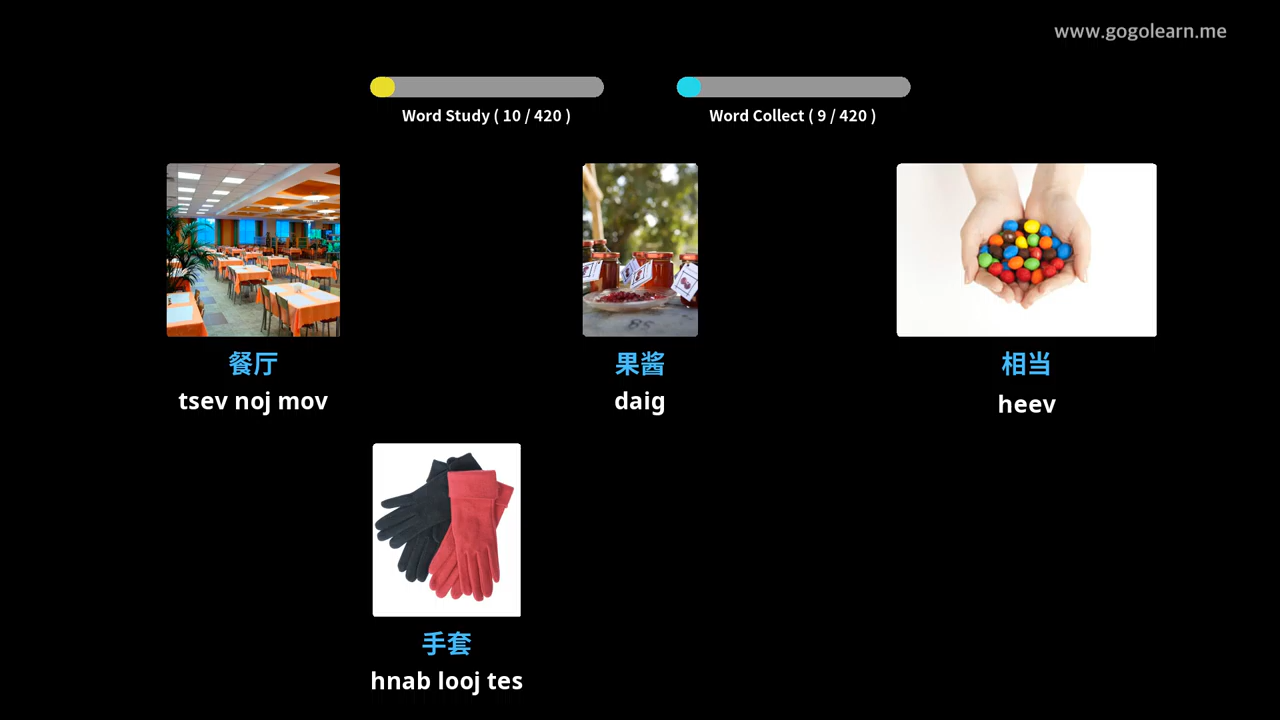 www.gogolearn.me
Word Study ( 10 / 420 )
Word Collect ( 9 / 420 )
餐厅
tsev noj mov
果酱
daig
相当
heev
手套
hnab looj tes